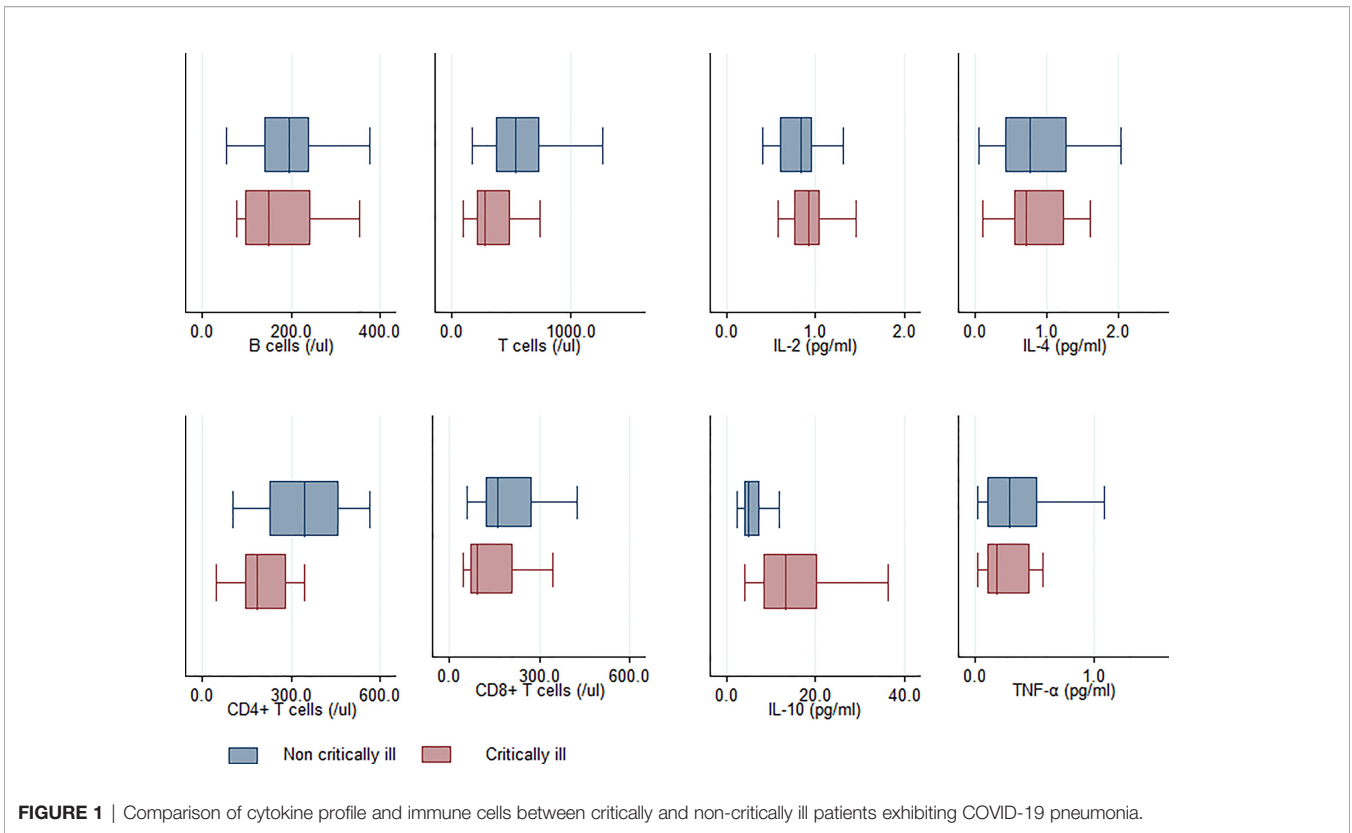 0.0 200.0 400.0
B cells (/ul)
0.0 1000.0
T cells (/ul)
0.0 1.0 2.0
IL-2 (pg/ml)
0.0 1.0 2.0
IL-4 (pg/ml)
0.0 300.0 600.0
CD4+ T cells (/ul)
0.0 300.0 600.0
CD8+ T cells (/ul)
0.0 20.0 40.0
IL-10 (pg/ml)
0.0 1.0
TNF-α (pg/ml)
Non critically ill Critically ill
FIGURE 1 | Comparison of cytokine profile and immune cells between critically and non-critically ill patients exhibiting COVID-19 pneumonia.